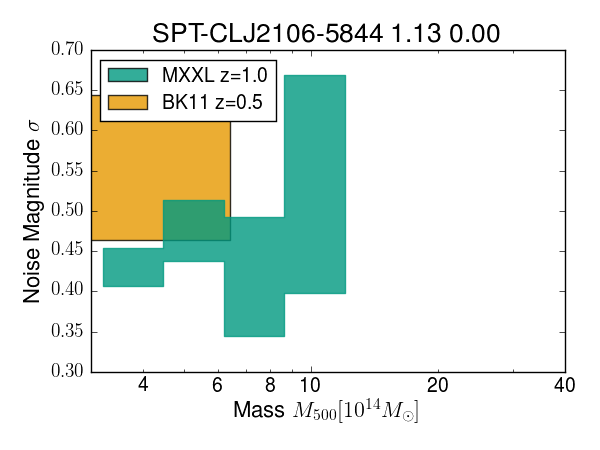 SPT-CLJ2106-5844 1.13 0.00
MXXL z=1.0
BK11 z=0.5
Noise Magnitude σ
0.70
0.65
0.60
0.55
0.50
0.45
0.40
0.35
0.30
4 6 8 10 20 40
Mass M₅₀₀[10¹⁴M☉]